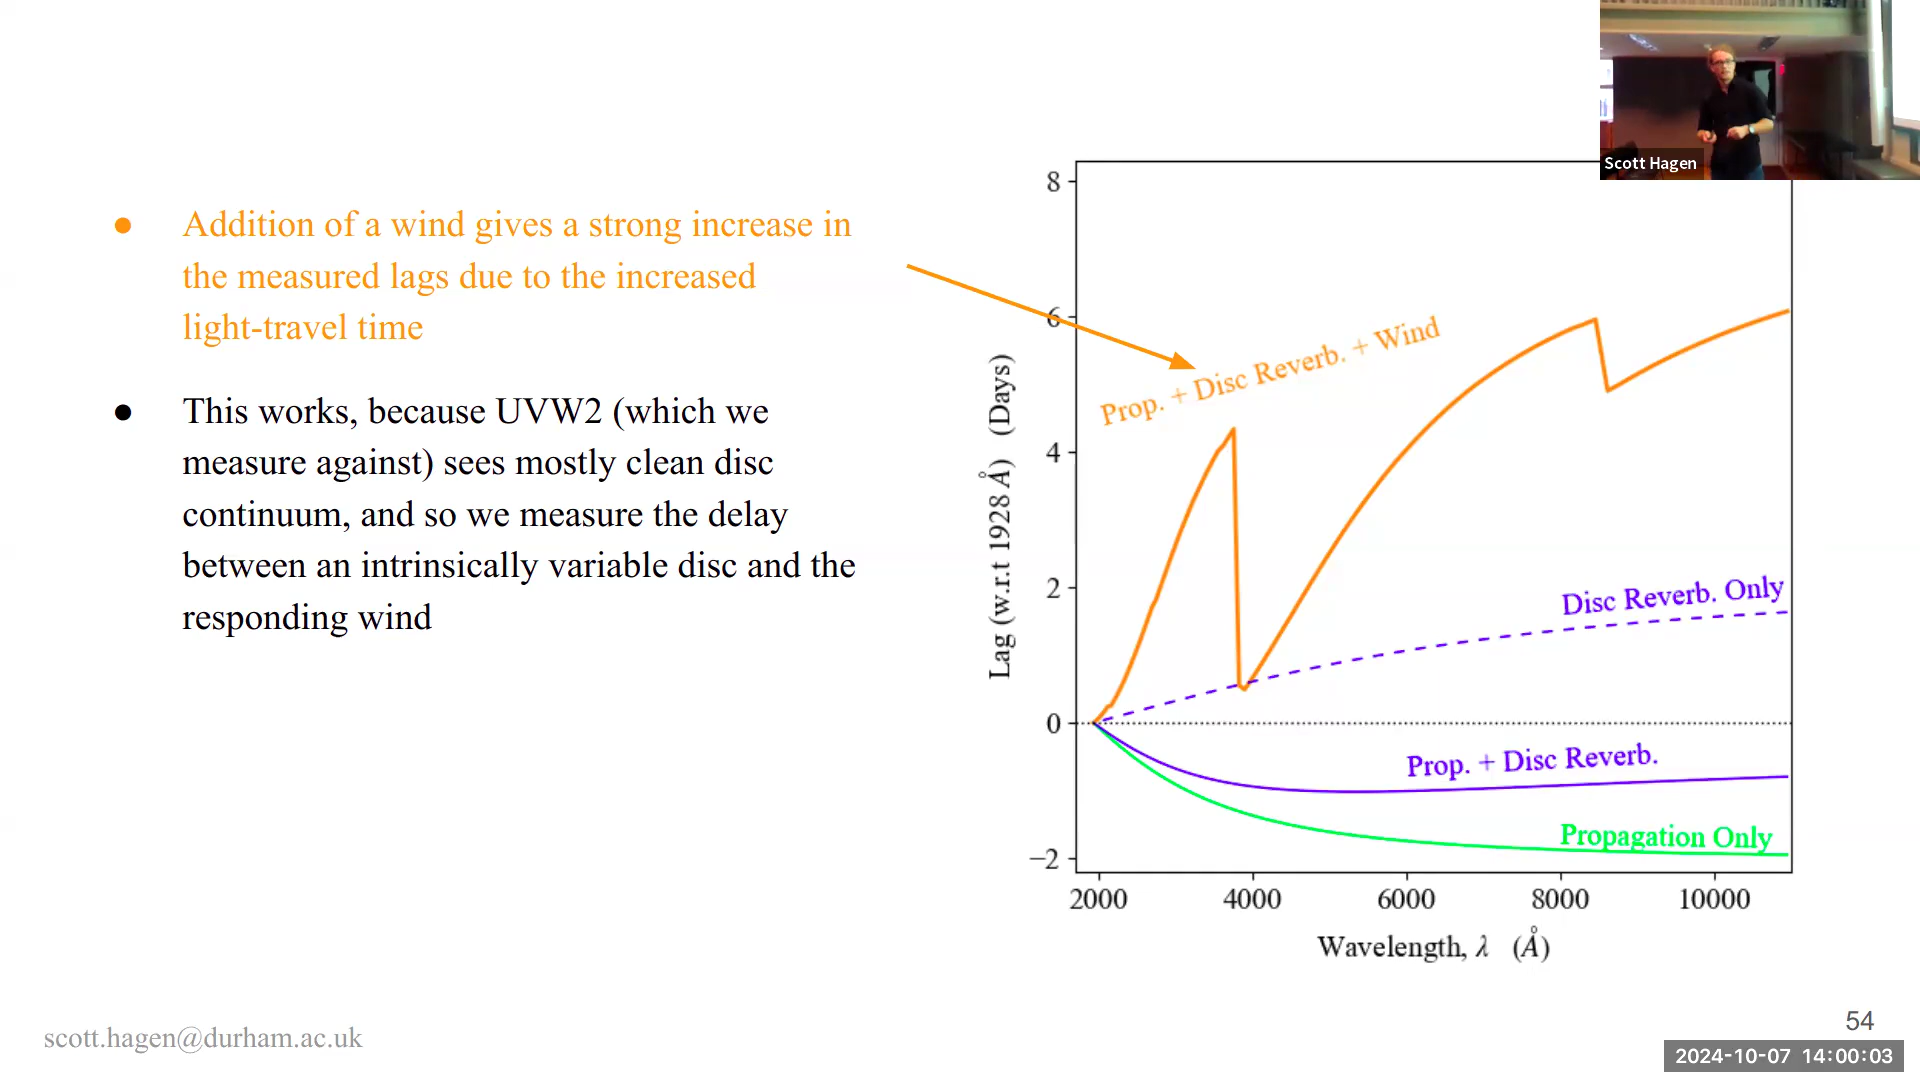 Scott Hagen
● Addition of a wind gives a strong increase in
the measured lags due to the increased
light-travel time
● This works, because UVW2 (which we
measure against) sees mostly clean disc
continuum, and so we measure the delay
between an intrinsically variable disc and the
responding wind
8
6
4
2
0
−2
Lag (w.r.t 1928 Å) (Days)
Prop. + Disc Reverb. + Wind
Disc Reverb. Only
Prop. + Disc Reverb.
Propagation Only
2000 4000 6000 8000 10000
Wavelength, λ (Å)
scott.hagen@durham.ac.uk
54
2024-10-07 14:00:03